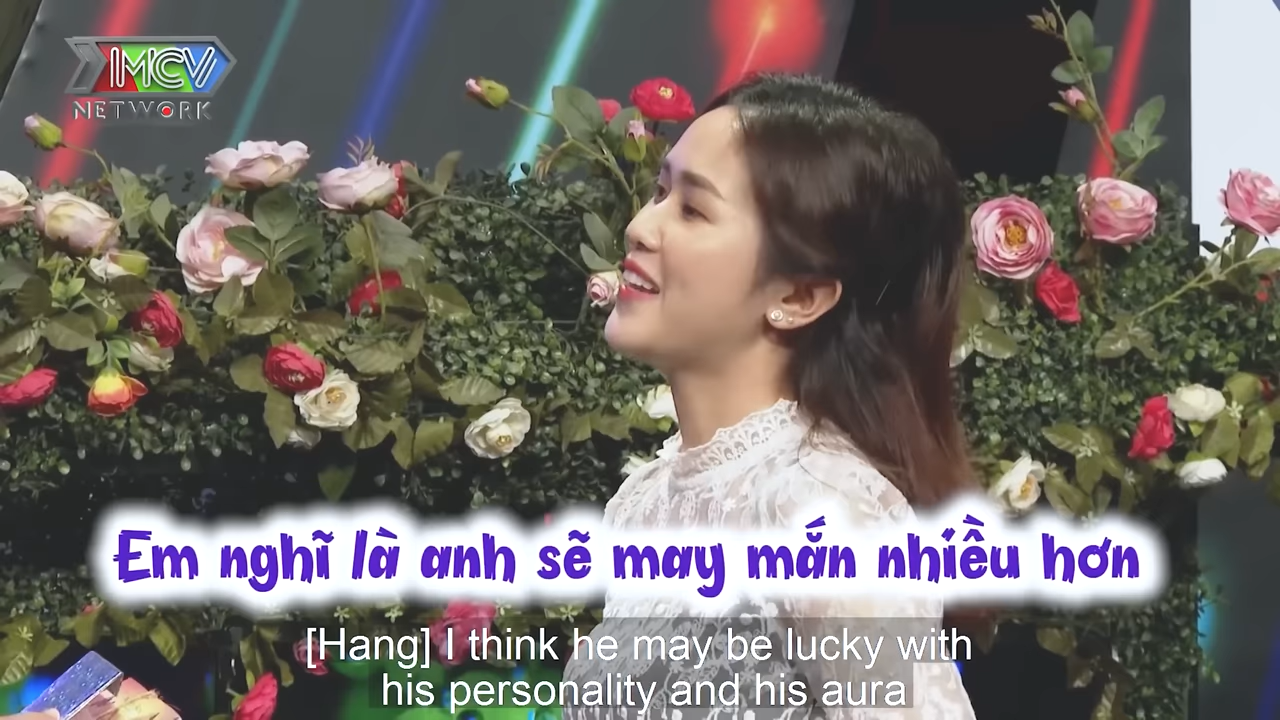 MCV
NETWORK
Em nghĩ là anh sẽ may mắn nhiều hơn
[Hang] I think he may be lucky with
his personality and his aura